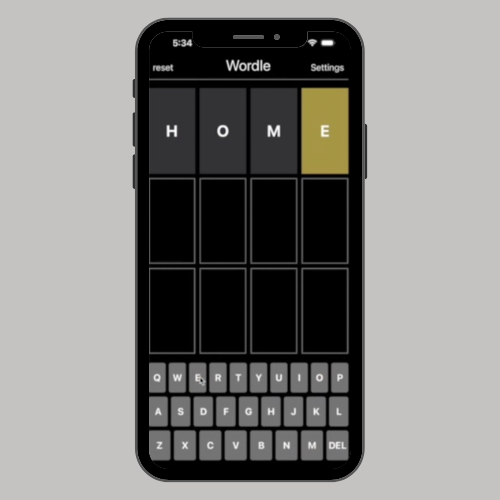 5:34
reset Wordle Settings
H O M E
Q W E R T Y U I O P
A S D F G H J K L
Z X C V B N M DEL